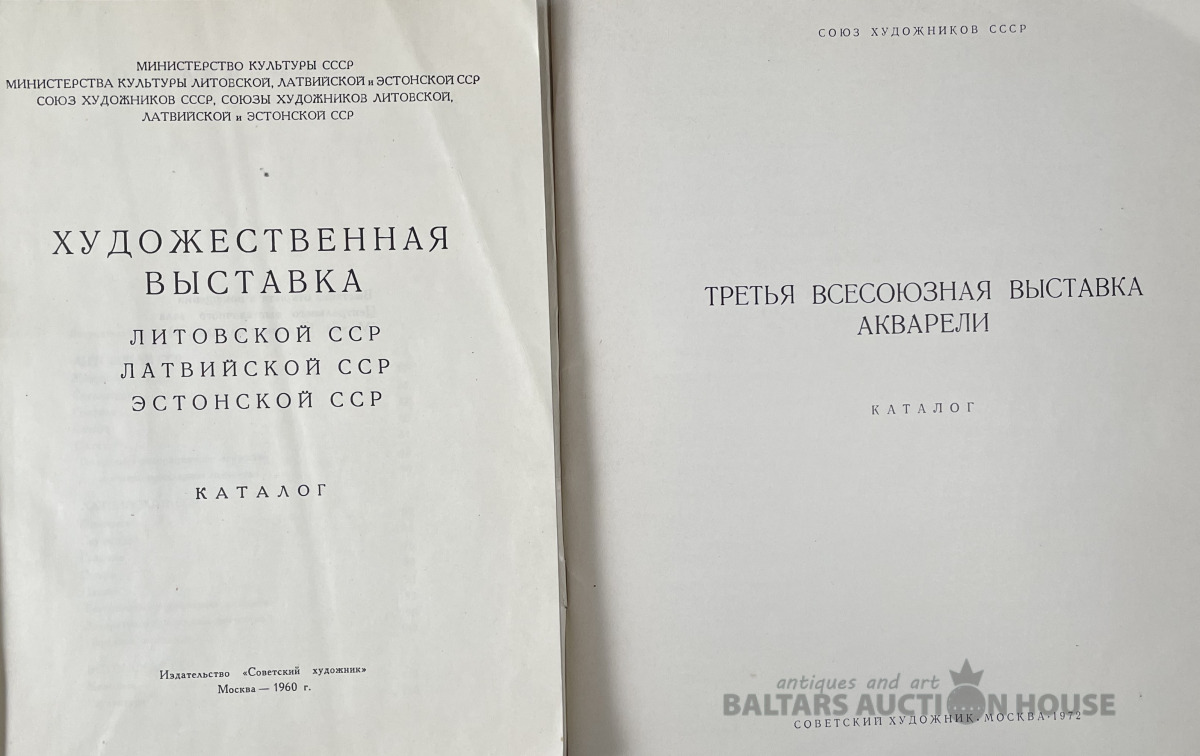 МИНИСТЕРСТВО КУЛЬТУРЫ СССР
МИНИСТЕРСТВА КУЛЬТУРЫ ЛИТОВСКОЙ, ЛАТВИЙСКОЙ и ЭСТОНСКОЙ ССР
СОЮЗ ХУДОЖНИКОВ СССР, СОЮЗЫ ХУДОЖНИКОВ ЛИТОВСКОЙ,
ЛАТВИЙСКОЙ и ЭСТОНСКОЙ ССР
ХУДОЖЕСТВЕННАЯ
ВЫСТАВКА
ЛИТОВСКОЙ ССР
ЛАТВИЙСКОЙ ССР
ЭСТОНСКОЙ ССР
КАТАЛОГ
Издательство «Советский художник»
Москва — 1960 г.
СОЮЗ ХУДОЖНИКОВ СССР
ТРЕТЬЯ ВСЕСОЮЗНАЯ ВЫСТАВКА
АКВАРЕЛИ
КАТАЛОГ
antiques and art
BALTARS AUCTION HOUSE
СОВЕТСКИЙ ХУДОЖНИК·МОСКВА·1972